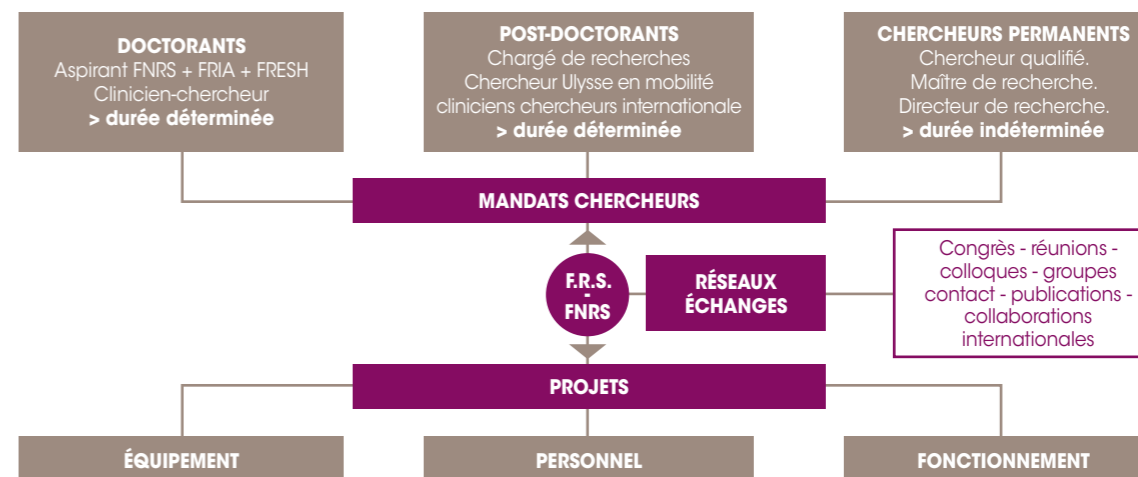 DOCTORANTS
Aspirant FNRS + FRIA + FRESH
Clinicien-chercheur
> durée déterminée
POST-DOCTORANTS
Chargé de recherches
Chercheur Ulysse en mobilité
cliniciens chercheurs internationale
> durée déterminée
CHERCHEURS PERMANENTS
Chercheur qualifié.
Maître de recherche.
Directeur de recherche.
> durée indéterminée
MANDATS CHERCHEURS
F.R.S.
-
FNRS
RÉSEAUX
ÉCHANGES
Congrès - réunions -
colloques - groupes
contact - publications -
collaborations
internationales
PROJETS
ÉQUIPEMENT
PERSONNEL
FONCTIONNEMENT